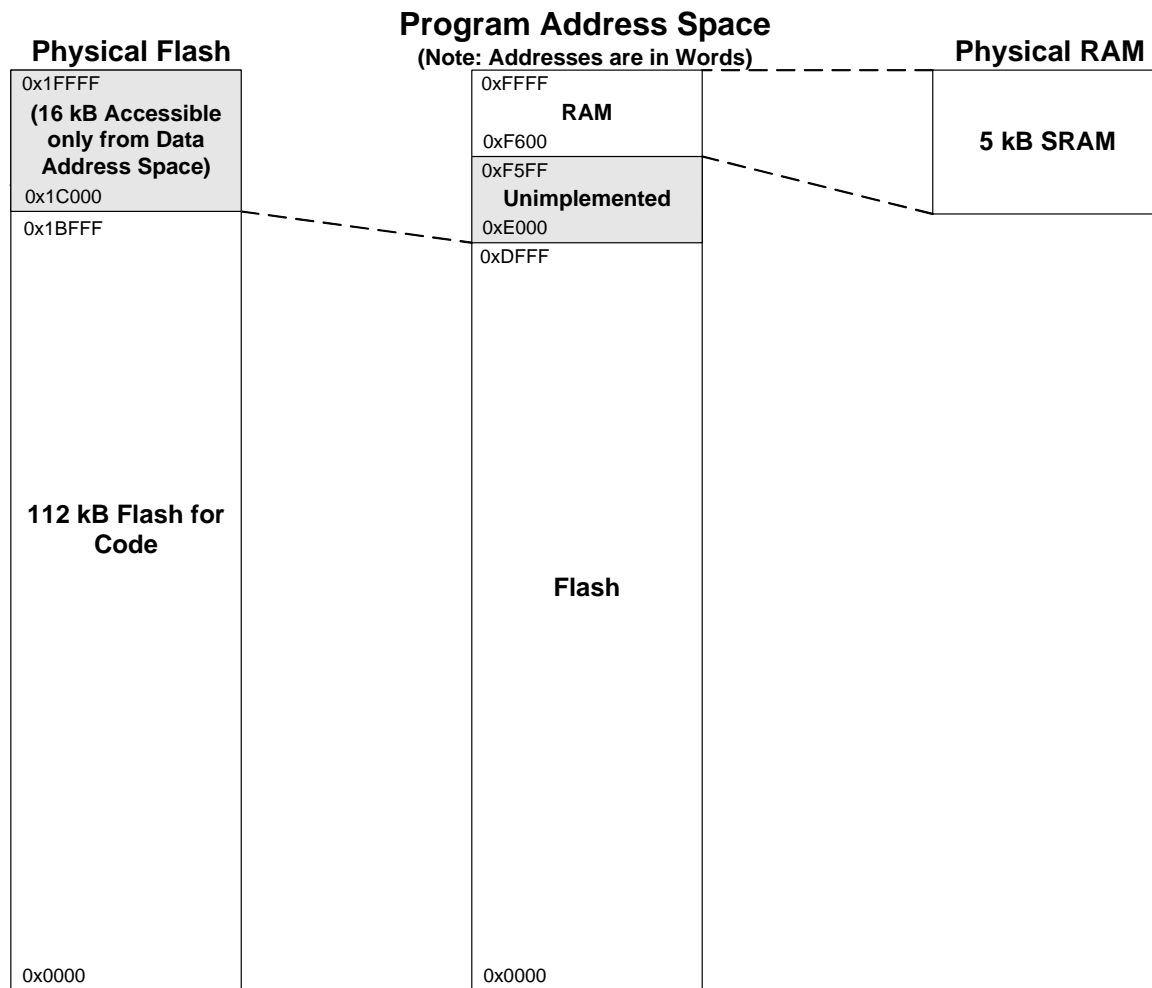 Program Address Space
(Note: Addresses are in Words)
Physical Flash
0x1FFFF
(16 kB Accessible
only from Data
Address Space)
0x1C000
0x1BFFF
112 kB Flash for
Code
0x0000
0xFFFF
RAM
0xF600
0xF5FF
Unimplemented
0xE000
0xDFFF
Flash
0x0000
Physical RAM
5 kB SRAM